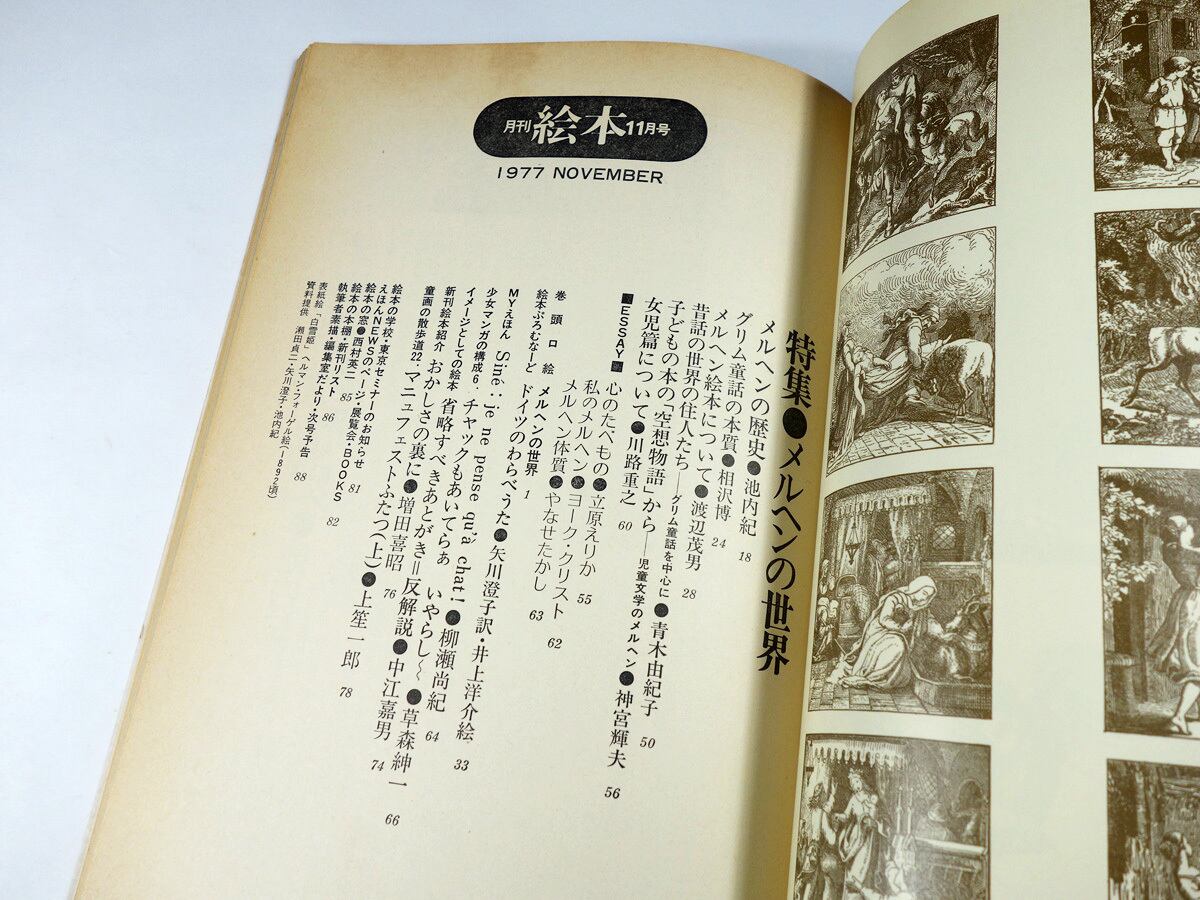 月刊 絵本 11月号
1977 NOVEMBER
特集●メルヘンの世界
メルヘンの歴史●池内紀 18
グリム童話の本質●相沢博 24
メルヘン絵本について●渡辺茂男 28
昔話の世界の住人たち——グリム童話を中心に●青木由紀子 50
子どもの本の「空想物語」から——児童文学のメルヘン●神宮輝夫 56
女児篇について●川路重之 60
■ESSAY■
心のたべもの●立原えりか 55
私のメルヘン●ヨーク・クリスト 62
メルヘン体質●やなせたかし 63
巻頭口絵 メルヘンの世界 1
絵本ぷろむなーど ドイツのわらべうた●矢川澄子訳・井上洋介絵 33
MYえほん Siné: je ne pense qu'à chat!●柳瀬尚紀 64
少女マンガの構成6・チャックもあいてらぁ いやらし〜●草森紳一 66
イメージとしての絵本 省略すべきあとがき＝反解説●中江嘉男 74
新刊絵本紹介 おかしさの裏に●増田喜昭 76
童画の散歩道22・マニュフェストふたつ(上)●上笙一郎 78
絵本の学校・東京セミナーのお知らせ 81
えほんNEWSのページ・展覧会・BOOKS 82
絵本の窓●西村英二 85
絵本の本棚・新刊リスト 86
執筆者素描・編集室だより・次号予告 88
表紙絵「白雪姫」ヘルマン・フォーゲル絵(1892頃)
資料提供 瀬田貞二・矢川澄子・池内紀